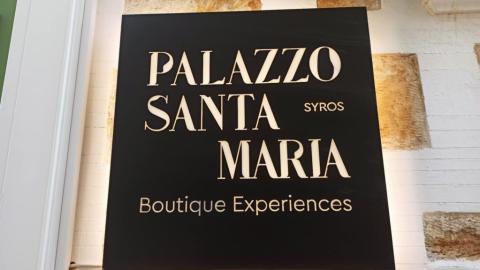 PALAZZO
SANTA SYROS
MARIA
Boutique Experiences